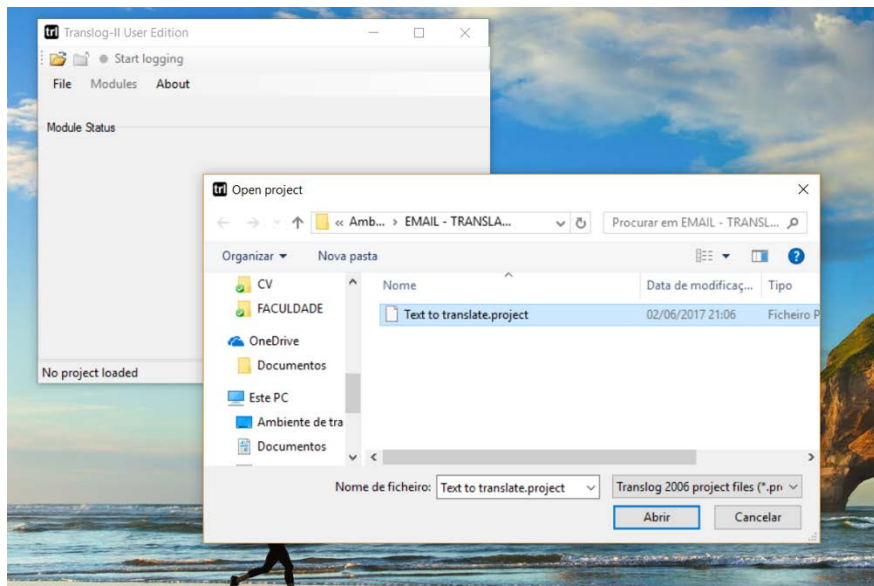 trl Translog-II User Edition
Start logging
File Modules About
Module Status
No project loaded
trl Open project
« Amb... › EMAIL - TRANSLA...
Procurar em EMAIL - TRANSL...
Organizar Nova pasta
CV
FACULDADE
OneDrive
Documentos
Este PC
Ambiente de tra
Documentos
Nome Data de modificaç... Tipo
Text to translate.project 02/06/2017 21:06 Ficheiro P
Nome de ficheiro: Text to translate.project Translog 2006 project files (*.pro
Abrir Cancelar